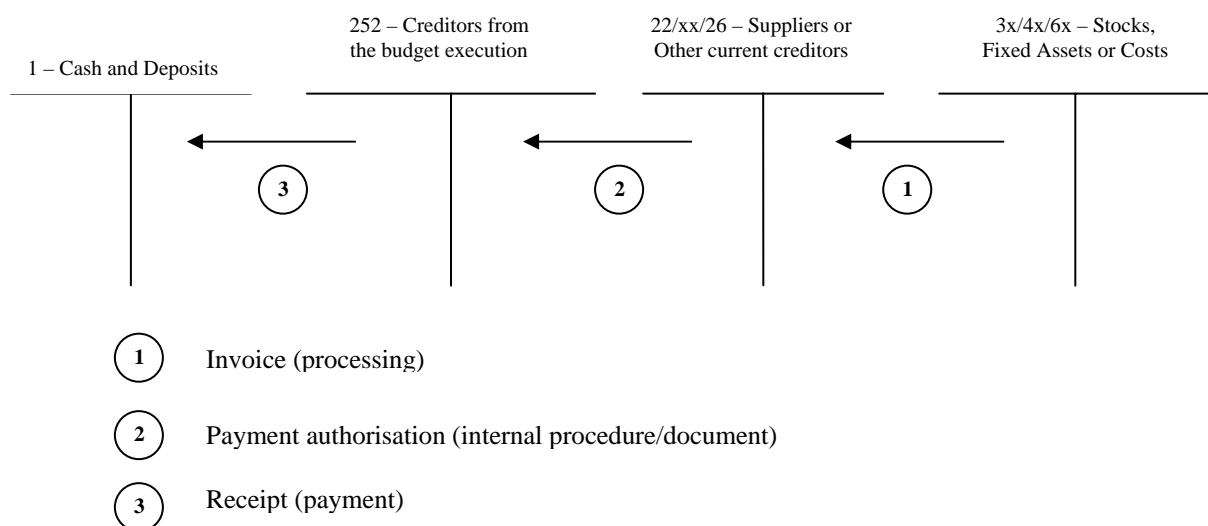 252 – Creditors from
the budget execution
22/xx/26 – Suppliers or
Other current creditors
3x/4x/6x – Stocks,
Fixed Assets or Costs
1 – Cash and Deposits
3
2
1
1 Invoice (processing)
2 Payment authorisation (internal procedure/document)
3 Receipt (payment)